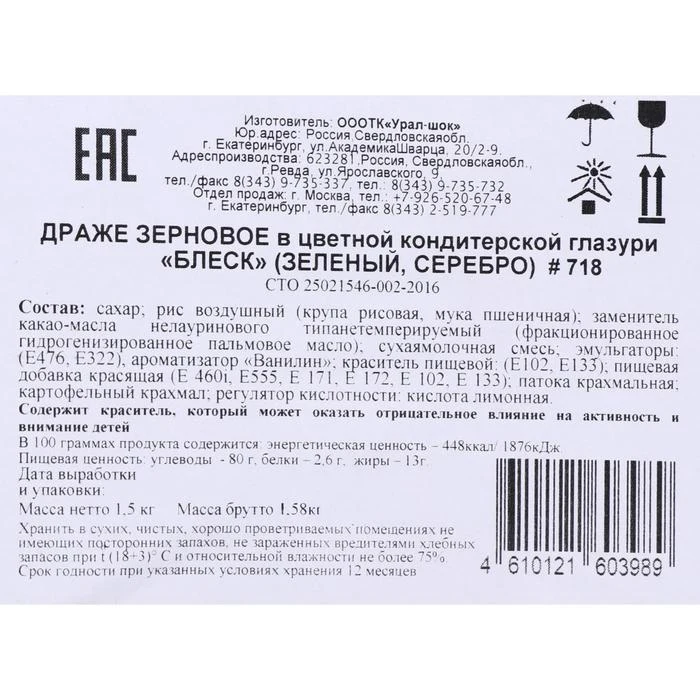 EAC
Изготовитель: ОООТК«Урал-шок»
Юр.адрес: Россия,Свердловскаяобл.
г. Екатеринбург, ул.АкадемикаШварца, 20/2-9.
Адреспроизводства: 623281,Россия, Свердловскаяобл.,
г.Ревда, ул.Ярославского, 9,
тел./факс 8(343) 9-735-337, тел.: 8(343) 9-735-732
Отдел продаж: г. Москва, тел.: +7-926-520-67-48
г. Екатеринбург, тел./факс 8(343) 2-519-777
ДРАЖЕ ЗЕРНОВОЕ в цветной кондитерской глазури
«БЛЕСК» (ЗЕЛЕНЫЙ, СЕРЕБРО) # 718
СТО 25021546-002-2016
Состав: сахар; рис воздушный (крупа рисовая, мука пшеничная); заменитель
какао-масла нелауринового типанетемперируемый (фракционированное
гидрогенизированное пальмовое масло); сухаямолочная смесь; эмульгаторы:
(Е476, Е322), ароматизатор «Ванилин»; краситель пищевой: (Е102, Е133); пищевая
добавка красящая (Е 460i, Е555, Е 171, Е 172, Е 102, Е 133); патока крахмальная;
картофельный крахмал; регулятор кислотности: кислота лимонная.
Содержит краситель, который может оказать отрицательное влияние на активность и
внимание детей
В 100 граммах продукта содержится: энергетическая ценность – 448ккал/ 1876кДж.
Пищевая ценность: углеводы - 80 г, белки – 2,6 г, жиры – 13г.
Дата выработки
и упаковки:
Масса нетто 1,5 кг Масса брутто 1,58кг
Хранить в сухих, чистых, хорошо проветриваемых помещениях не
имеющих посторонних запахов, не зараженных вредителями хлебных
запасов при t (18+3)° С и относительной влажности не более 75%.
Срок годности при указанных условиях хранения 12 месяцев
4 610121 603989